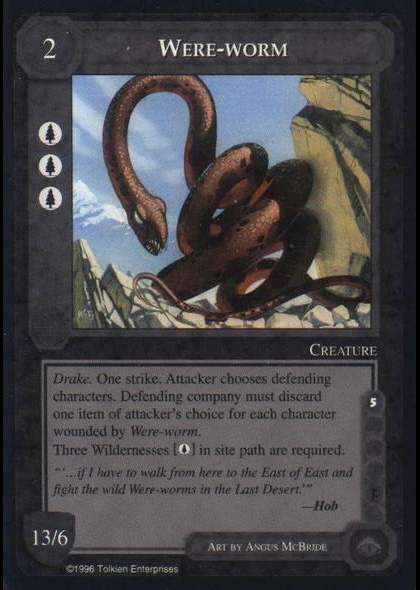 2
WERE-WORM
CREATURE
Drake. One strike. Attacker chooses defending
characters. Defending company must discard
one item of attacker's choice for each character
wounded by Were-worm.
Three Wildernesses [ ] in site path are required.
"'...if I have to walk from here to the East of East and
fight the wild Were-worms in the Last Desert.'"
—Hob
5
13/6
ART BY ANGUS MCBRIDE
©1996 Tolkien Enterprises